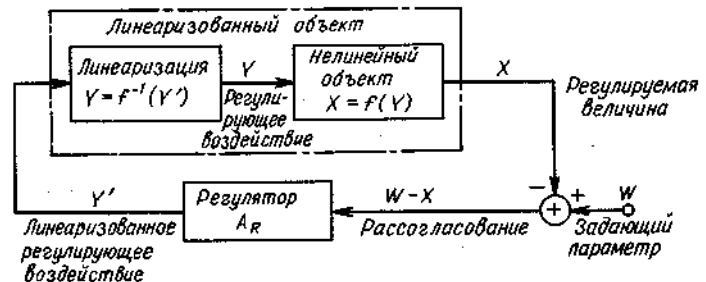 Линеаризованный объект
Линеаризация
Y = f⁻¹(Y′)
Y
Регули-
рующее
воздействие
Нелинейный
объект
X = f(Y)
X
Регулируемая
величина
Y′
Линеаризованное
регулирующее
воздействие
Регулятор
A_R
W–X
Рассогласование
–
+
+
W
Задающий
параметр